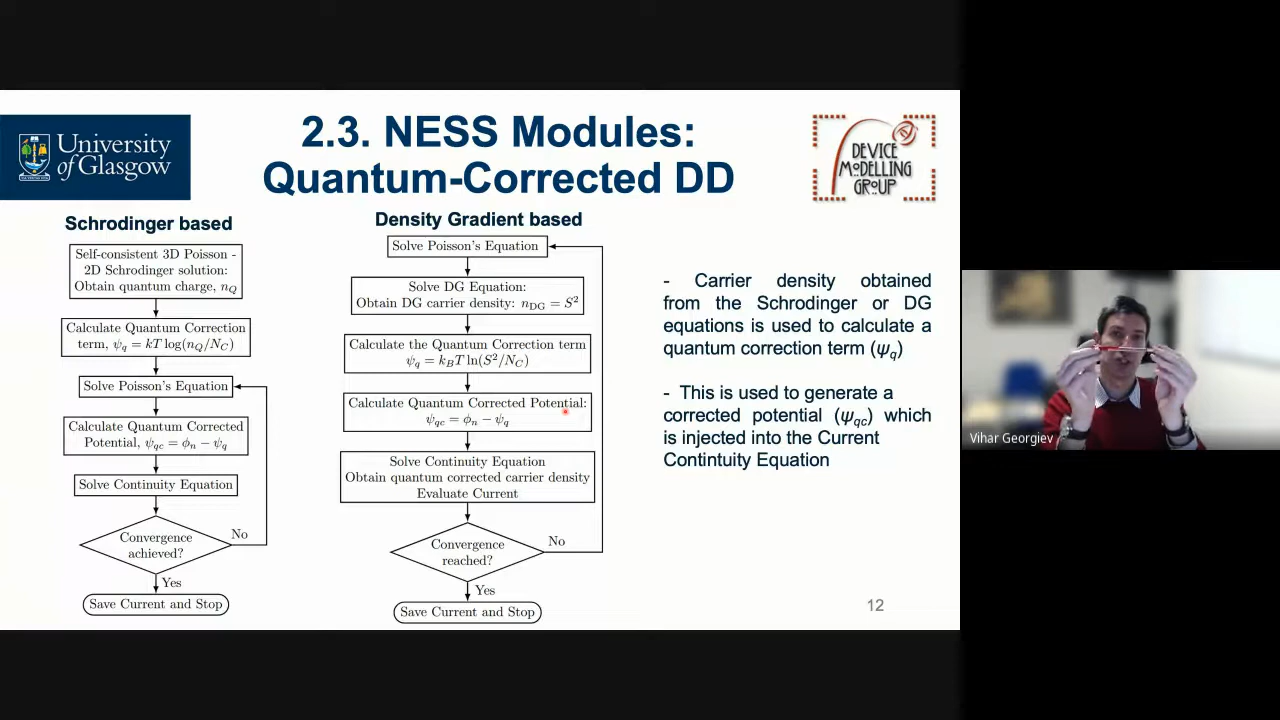 University
of Glasgow
2.3. NESS Modules:
Quantum-Corrected DD
DEVICE
MODELLING
GROUP
Schrodinger based
Self-consistent 3D Poisson -
2D Schrodinger solution:
Obtain quantum charge, n_Q
Calculate Quantum Correction
term, ψ_q = kT log(n_Q/N_C)
Solve Poisson's Equation
Calculate Quantum Corrected
Potential, ψ_qc = ϕ_n − ψ_q
Solve Continuity Equation
Convergence
achieved?
No
Yes
Save Current and Stop
Density Gradient based
Solve Poisson's Equation
Solve DG Equation:
Obtain DG carrier density: n_DG = S²
Calculate the Quantum Correction term
ψ_q = k_BT ln(S²/N_C)
Calculate Quantum Corrected Potential:
ψ_qc = ϕ_n − ψ_q
Solve Continuity Equation
Obtain quantum corrected carrier density
Evaluate Current
Convergence
reached?
No
Yes
Save Current and Stop
- Carrier density obtained
from the Schrodinger or DG
equations is used to calculate a
quantum correction term (ψ_q)
- This is used to generate a
corrected potential (ψ_qc) which
is injected into the Current
Contintuity Equation
12
Vihar Georgiev